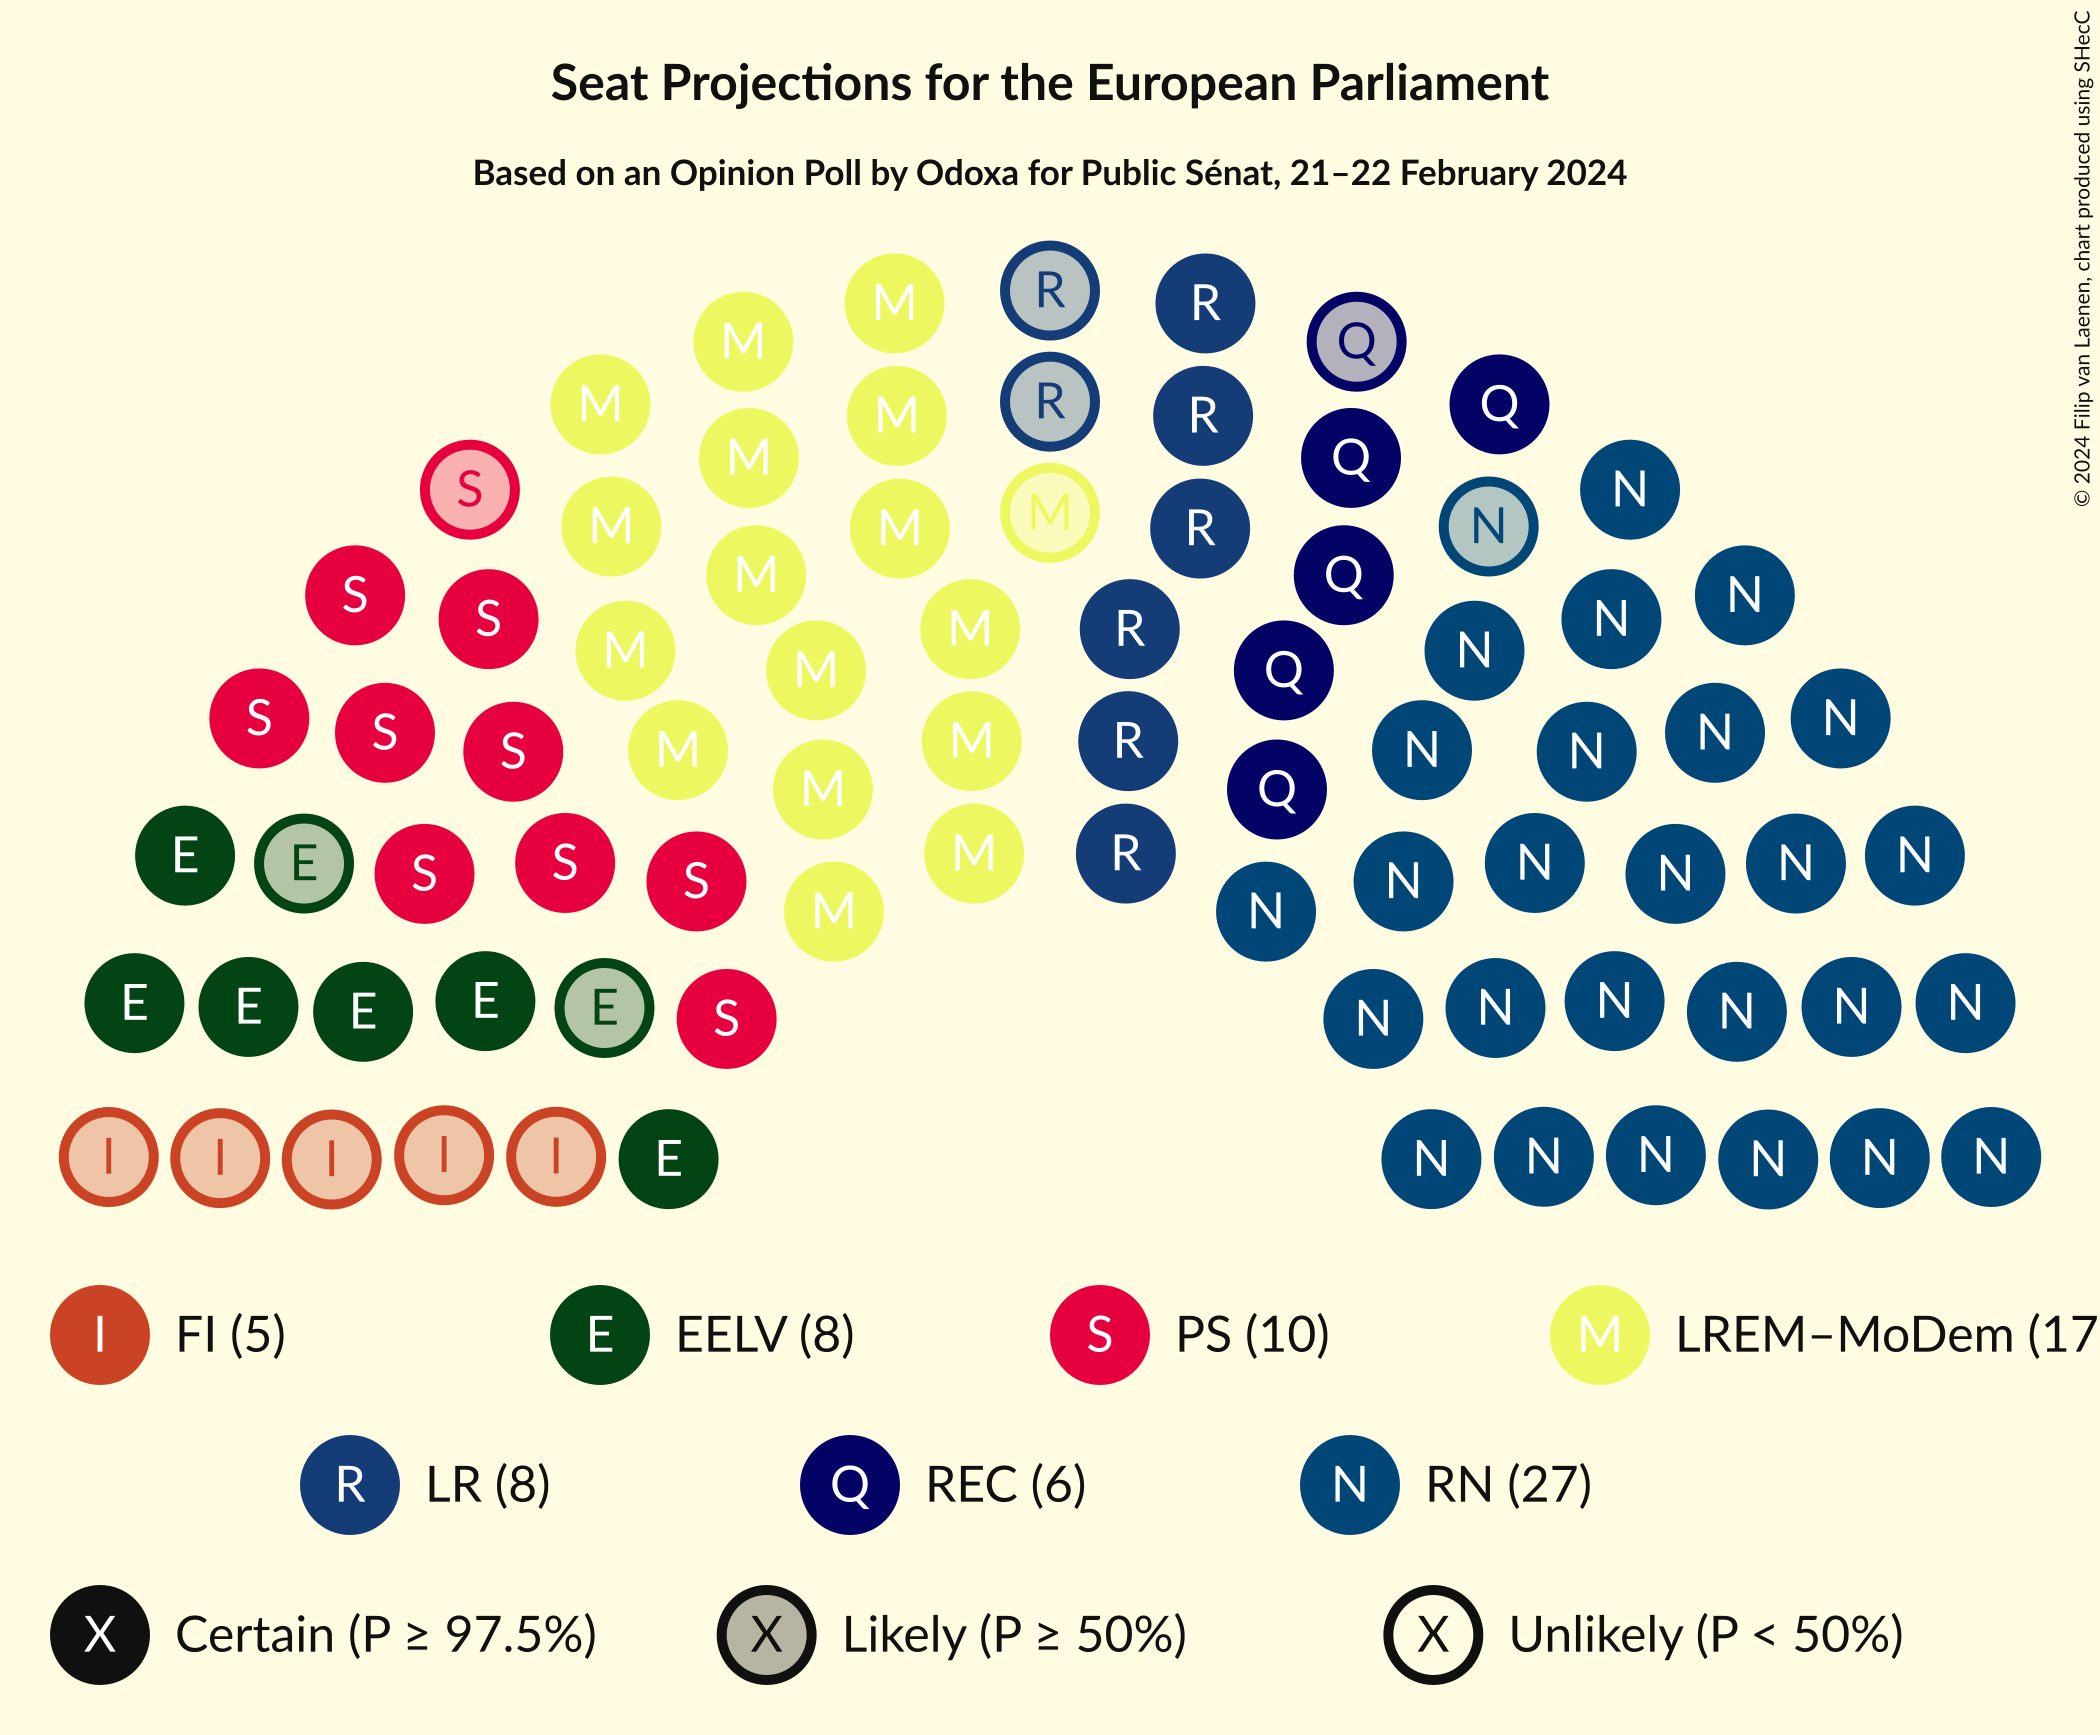 Seat Projections for the European Parliament
Based on an Opinion Poll by Odoxa for Public Sénat, 21–22 February 2024
© 2024 Filip van Laenen, chart produced using SHecC
M R R
M Q
M Q
M R R
M Q
S N
M M R
M N
M Q
S N
S M R N
M N
M Q
S M R N
S N
S M N N
M Q
E S M R N N
E S N N
S S N N
M N
E E E E E S N N N N N N
I I I I I E N N N N N N
I FI (5) E EELV (8) S PS (10) M LREM–MoDem (17
R LR (8) Q REC (6) N RN (27)
X Certain (P ≥ 97.5%) X Likely (P ≥ 50%) X Unlikely (P < 50%)